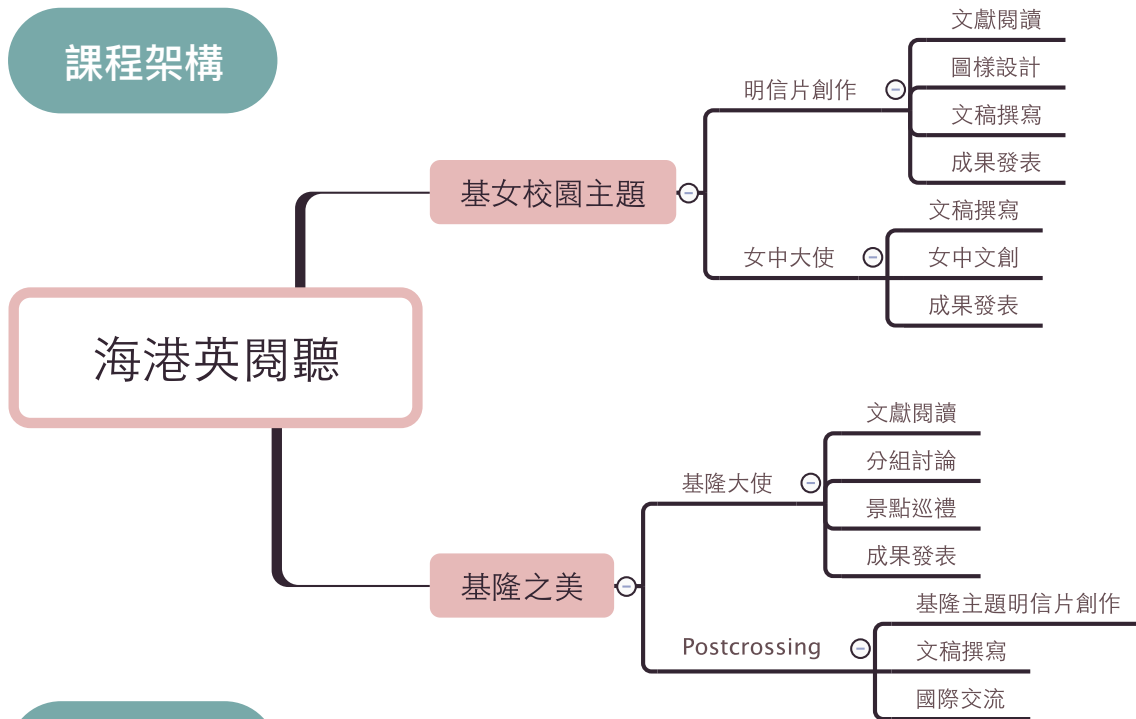 課程架構
文獻閱讀
圖樣設計
明信片創作
文稿撰寫
成果發表
基女校園主題
文稿撰寫
女中大使
女中文創
成果發表
海港英閱聽
文獻閱讀
分組討論
基隆大使
景點巡禮
成果發表
基隆之美
基隆主題明信片創作
Postcrossing
文稿撰寫
國際交流